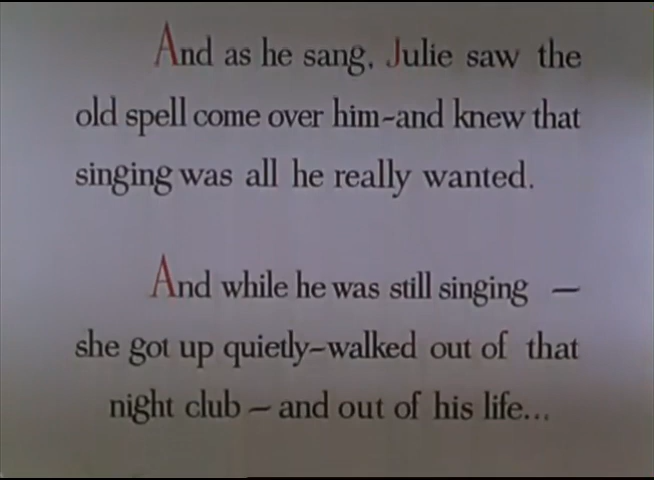 And as he sang, Julie saw the
old spell come over him-and knew that
singing was all he really wanted.
And while he was still singing —
she got up quietly-walked out of that
night club — and out of his life...